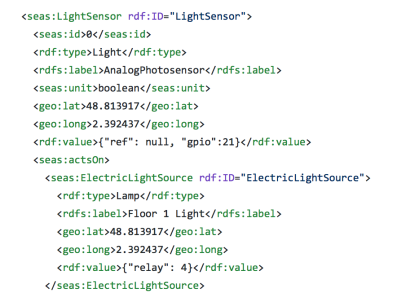 <seas:LightSensor rdf:ID="LightSensor">
<seas:id>0</seas:id>
<rdf:type>Light</rdf:type>
<rdfs:label>AnalogPhotosensor</rdfs:label>
<seas:unit>boolean</seas:unit>
<geo:lat>48.813917</geo:lat>
<geo:long>2.392437</geo:long>
<rdf:value>{"ref": null, "gpio":21}</rdf:value>
<seas:actsOn>
<seas:ElectricLightSource rdf:ID="ElectricLightSource">
<rdf:type>Lamp</rdf:type>
<rdfs:label>Floor 1 Light</rdfs:label>
<geo:lat>48.813917</geo:lat>
<geo:long>2.392437</geo:long>
<rdf:value>{"relay": 4}</rdf:value>
</seas:ElectricLightSource>